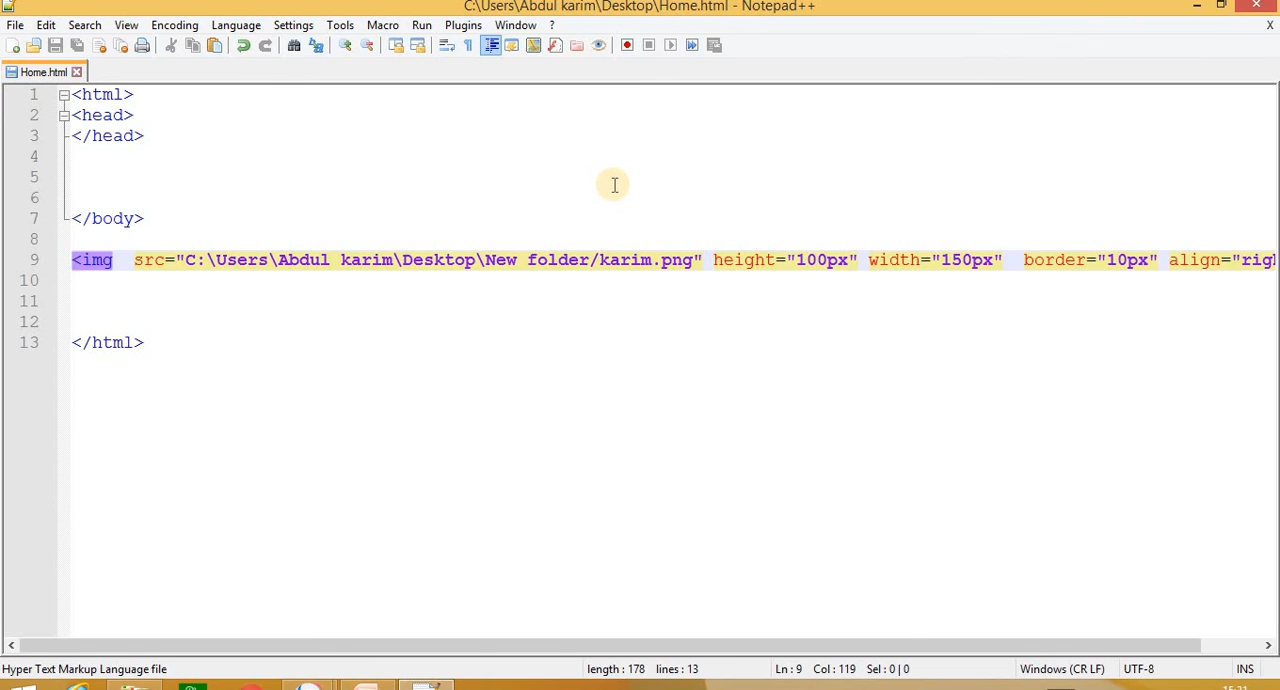 C:\Users\Abdul karim\Desktop\Home.html - Notepad++
File Edit Search View Encoding Language Settings Tools Macro Run Plugins Window ? X
Home.html
1 <html>
2 <head>
3 </head>
4
5
6
7 </body>
8
9 <img src="C:\Users\Abdul karim\Desktop\New folder/karim.png" height="100px" width="150px" border="10px" align="righ
10
11
12
13 </html>
Hyper Text Markup Language file length : 178 lines : 13 Ln : 9 Col : 119 Sel : 0 | 0 Windows (CR LF) UTF-8 INS